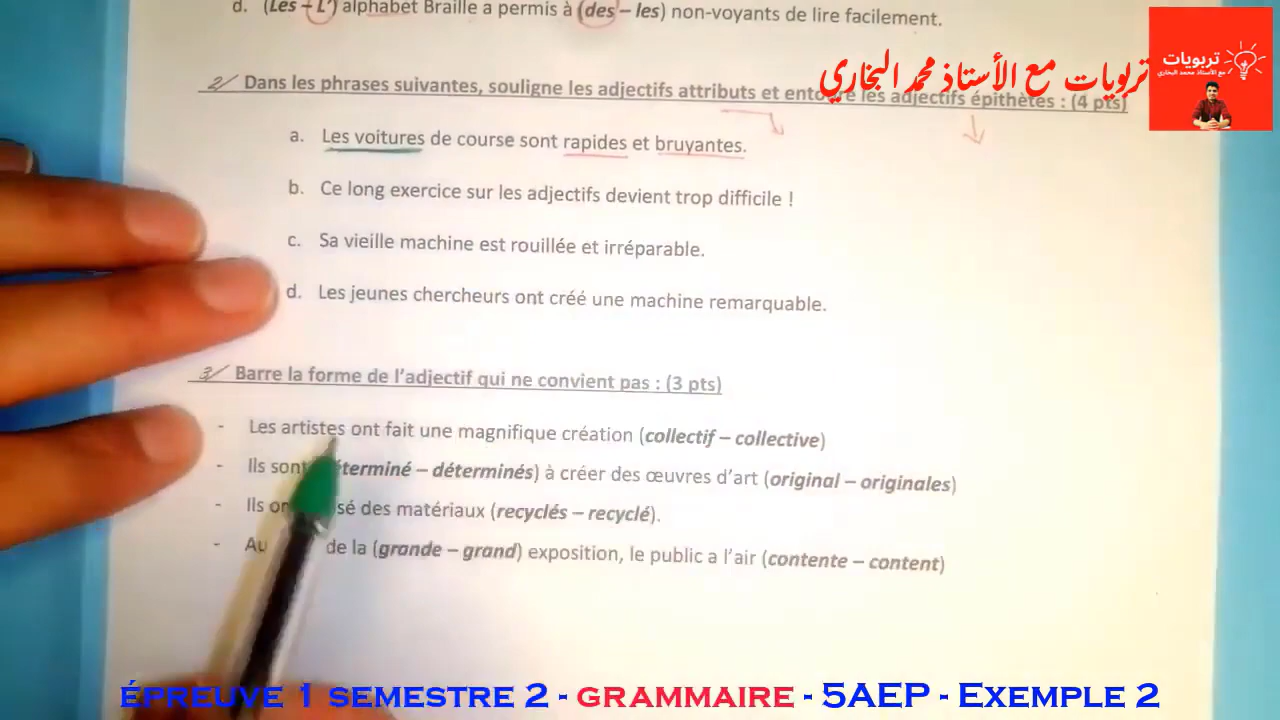 d. (Les – L') alphabet Braille a permis à (des – les) non-voyants de lire facilement.
تربويات مع الأستاذ محمد البخاري
تربويات
مع الأستاذ محمد البخاري
2/ Dans les phrases suivantes, souligne les adjectifs attributs et entoure les adjectifs épithètes : (4 pts)
a. Les voitures de course sont rapides et bruyantes.
b. Ce long exercice sur les adjectifs devient trop difficile !
c. Sa vieille machine est rouillée et irréparable.
d. Les jeunes chercheurs ont créé une machine remarquable.
3/ Barre la forme de l'adjectif qui ne convient pas : (3 pts)
- Les artistes ont fait une magnifique création (collectif – collective)
- Ils sont déterminé – déterminés) à créer des œuvres d'art (original – originales)
- Ils sé des matériaux (recyclés – recyclé).
- Au de la (grande – grand) exposition, le public a l'air (contente – content)
épreuve 1 semestre 2 - grammaire - 5AEP - Exemple 2